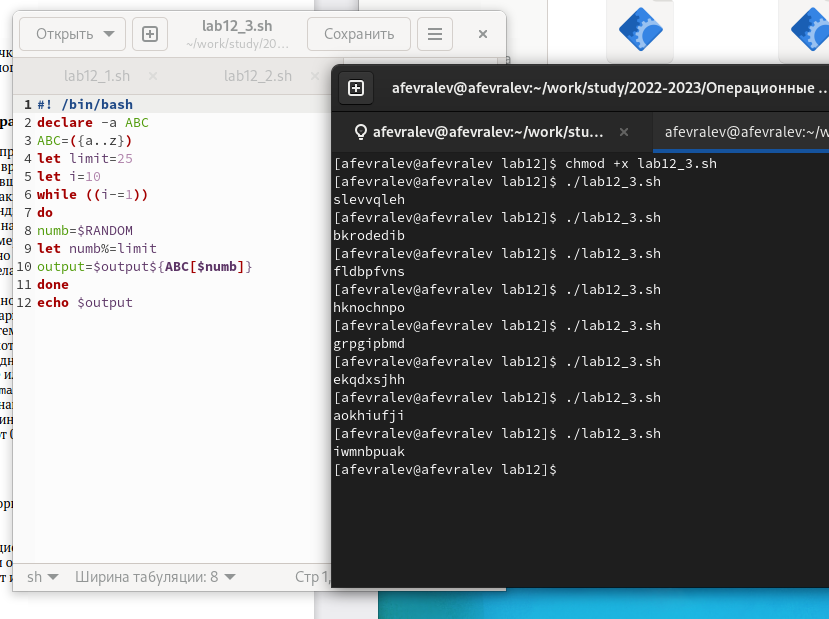 Открыть
lab12_3.sh
~/work/study/20…
Сохранить
lab12_1.sh
lab12_2.sh
1 #! /bin/bash
2 declare -a ABC
3 ABC=({a..z})
4 let limit=25
5 let i=10
6 while ((i-=1))
7 do
8 numb=$RANDOM
9 let numb%=limit
10 output=$output${ABC[$numb]}
11 done
12 echo $output
sh
Ширина табуляции: 8
Стр 1,
afevralev@afevralev:~/work/study/2022-2023/Операционные …
afevralev@afevralev:~/work/stu…
afevralev@afevralev:~/w
[afevralev@afevralev lab12]$ chmod +x lab12_3.sh
[afevralev@afevralev lab12]$ ./lab12_3.sh
slevvqleh
[afevralev@afevralev lab12]$ ./lab12_3.sh
bkrodedib
[afevralev@afevralev lab12]$ ./lab12_3.sh
fldbpfvns
[afevralev@afevralev lab12]$ ./lab12_3.sh
hknochnpo
[afevralev@afevralev lab12]$ ./lab12_3.sh
grpgipbmd
[afevralev@afevralev lab12]$ ./lab12_3.sh
ekqdxsjhh
[afevralev@afevralev lab12]$ ./lab12_3.sh
aokhiufji
[afevralev@afevralev lab12]$ ./lab12_3.sh
iwmnbpuak
[afevralev@afevralev lab12]$